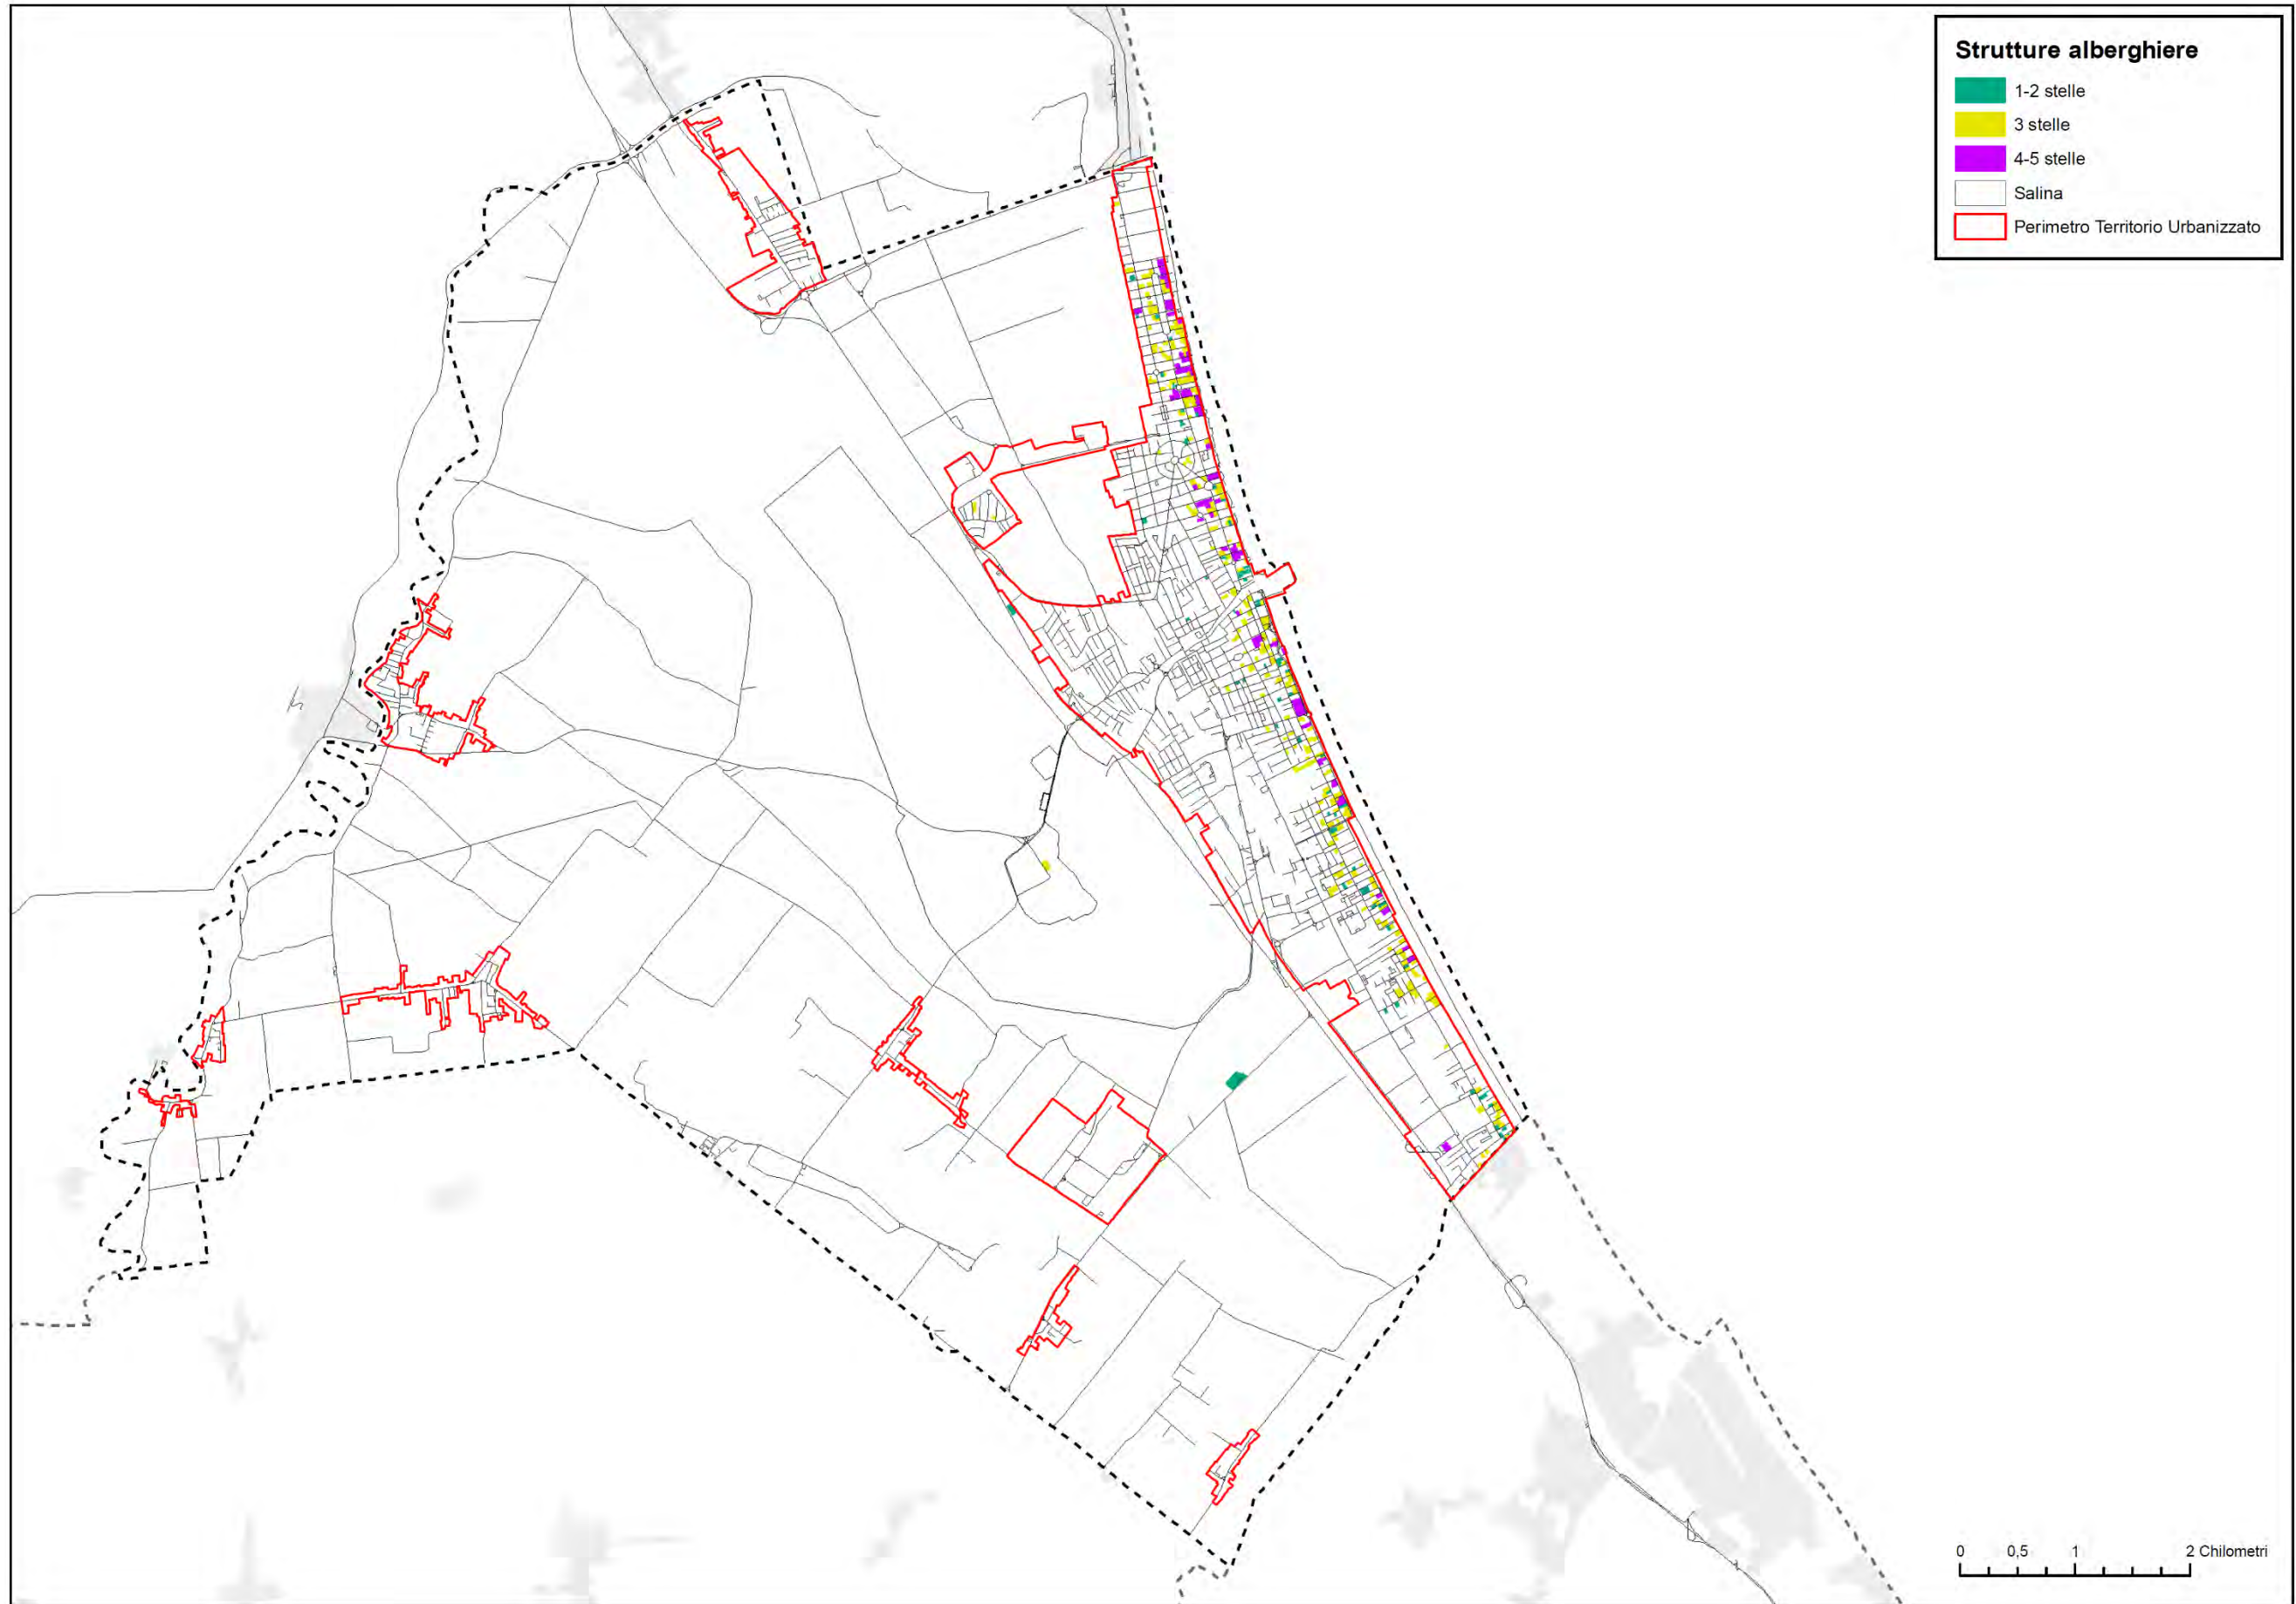 Strutture alberghiere
1-2 stelle
3 stelle
4-5 stelle
Salina
Perimetro Territorio Urbanizzato
0 0,5 1 2 Chilometri